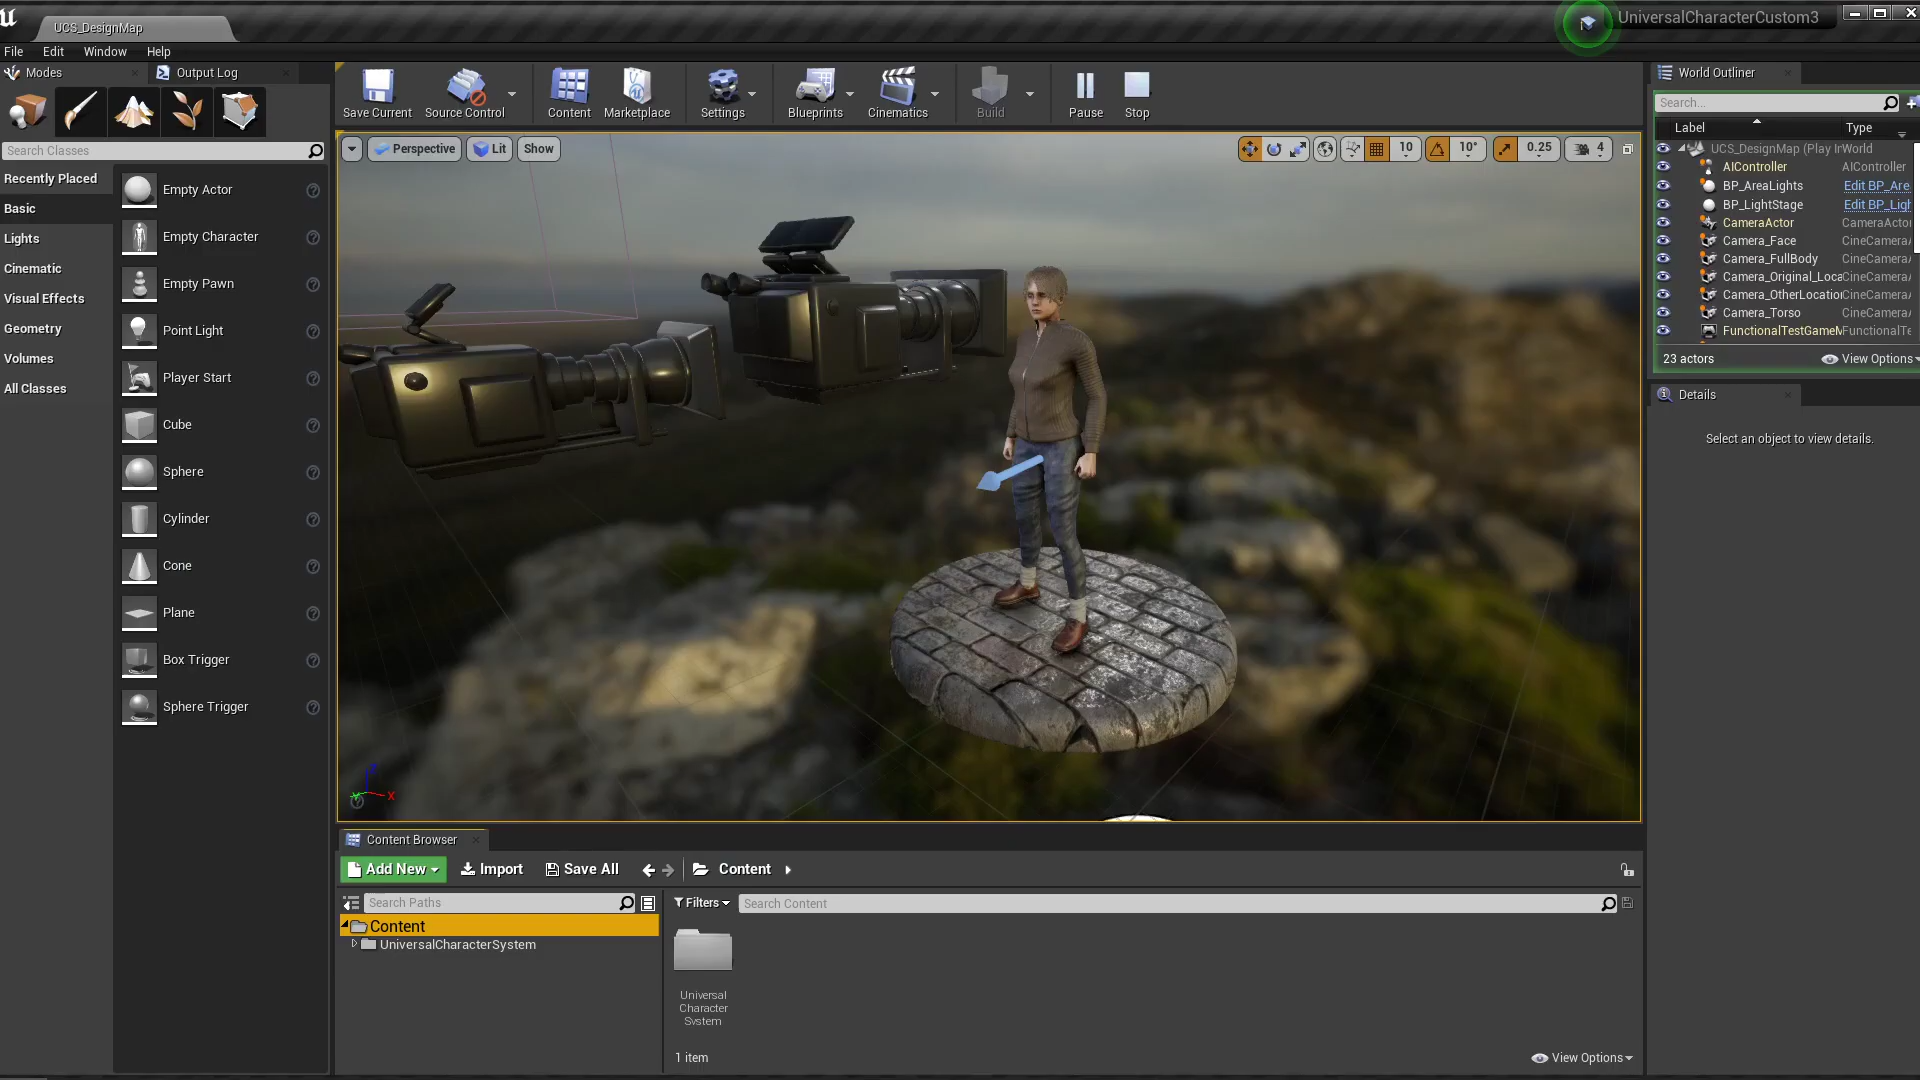 UCS_DesignMap
UniversalCharacterCustom3
File Edit Window Help
Modes
Output Log
Save Current
Source Control
Content
Marketplace
Settings
Blueprints
Cinematics
Build
Pause
Stop
Search Classes
Recently Placed
Basic
Lights
Cinematic
Visual Effects
Geometry
Volumes
All Classes
Empty Actor
Empty Character
Empty Pawn
Point Light
Player Start
Cube
Sphere
Cylinder
Cone
Plane
Box Trigger
Sphere Trigger
Perspective
Lit
Show
10
10°
0.25
4
X
World Outliner
Search...
Label Type
UCS_DesignMap (Play In World
AIController AIController
BP_AreaLights Edit BP_Are
BP_LightStage Edit BP_Ligh
CameraActor CameraActo
Camera_Face CineCamera
Camera_FullBody CineCamera
Camera_Original_Loca CineCamera
Camera_OtherLocation CineCamera
Camera_Torso CineCamera
FunctionalTestGameM FunctionalTe
23 actors
View Options
Details
Select an object to view details.
Content Browser
Add New
Import
Save All
Content
Search Paths
Content
UniversalCharacterSystem
Filters
Search Content
Universal
Character
System
1 item
View Options